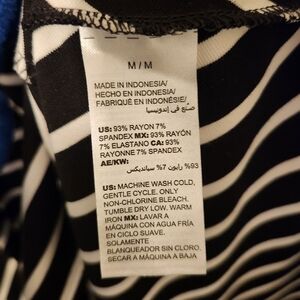 M / M
MADE IN INDONESIA/
HECHO EN INDONESIA/
FABRIQUÉ EN INDONÉSIE/
صنع في إندونيسيا
US: 93% RAYON 7%
SPANDEX MX: 93% RAYÓN
7% ELASTANO CA: 93%
RAYONNE 7% SPANDEX
AE/KW:
93% رايون 7% سباندكس
US: MACHINE WASH COLD,
GENTLE CYCLE. ONLY
NON-CHLORINE BLEACH.
TUMBLE DRY LOW. WARM
IRON MX: LAVAR A
MÁQUINA CON AGUA FRÍA
EN CICLO SUAVE.
SOLAMENTE
BLANQUEADOR SIN CLORO.
SECAR A MÁQUINA A BAJA